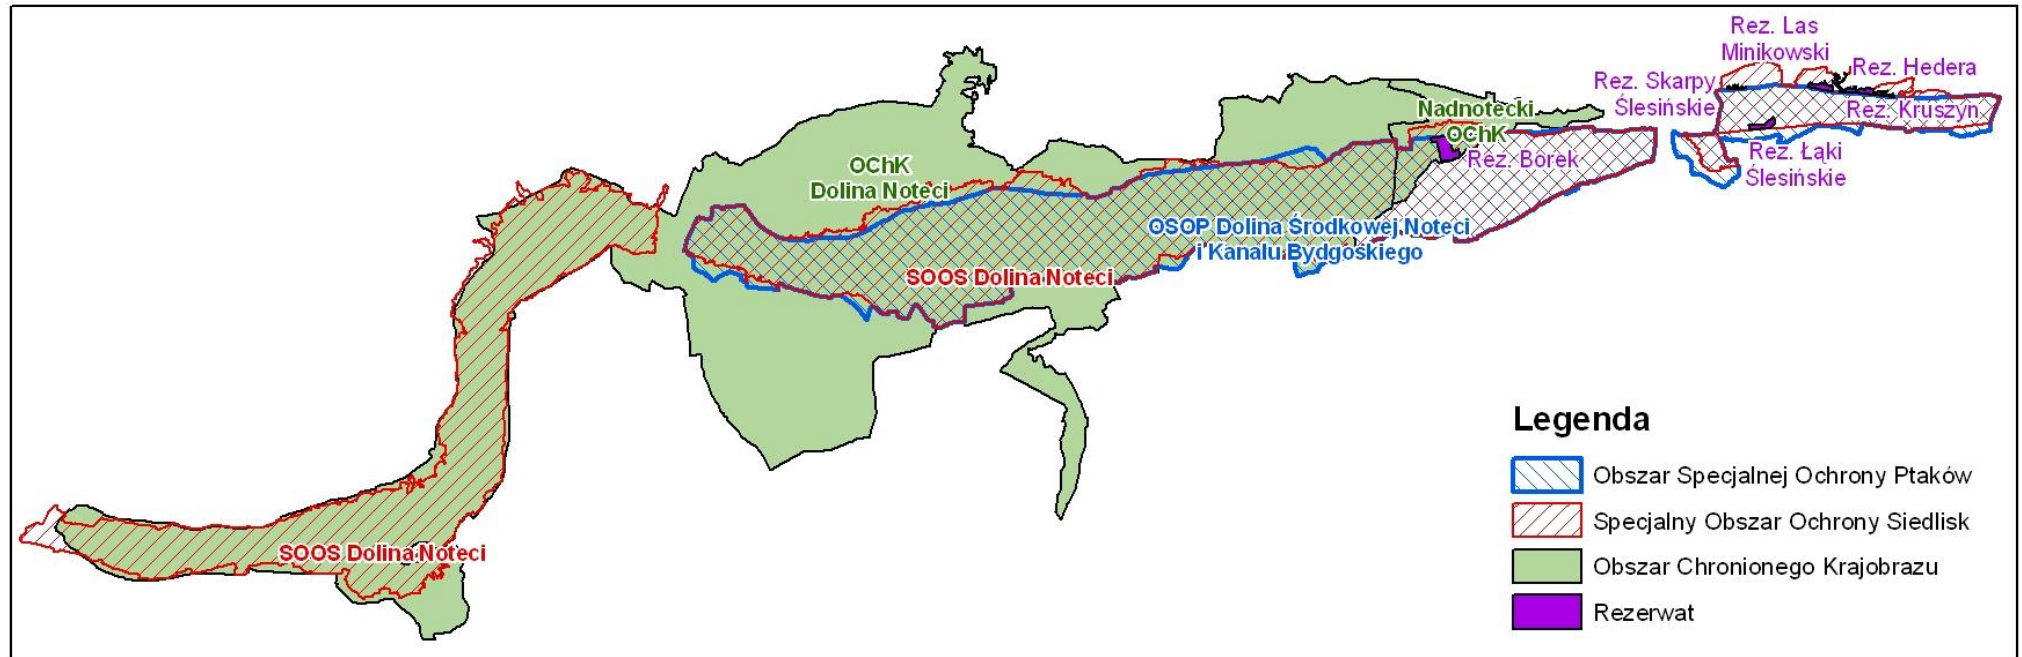 Rez. Las
Minikowski
Rez. Hedera
Rez. Skarpy
Ślesińskie
Rez. Kruszyn
Nadnotecki
OChK
Rez. Borek
Rez. Łąki
Ślesińskie
OChK
Dolina Noteci
OSOP Dolina Środkowej Noteci
i Kanalu Bydgoskiego
SOOS Dolina Noteci
SOOS Dolina Noteci
Legenda
Obszar Specjalnej Ochrony Ptaków
Specjalny Obszar Ochrony Siedlisk
Obszar Chronionego Krajobrazu
Rezerwat